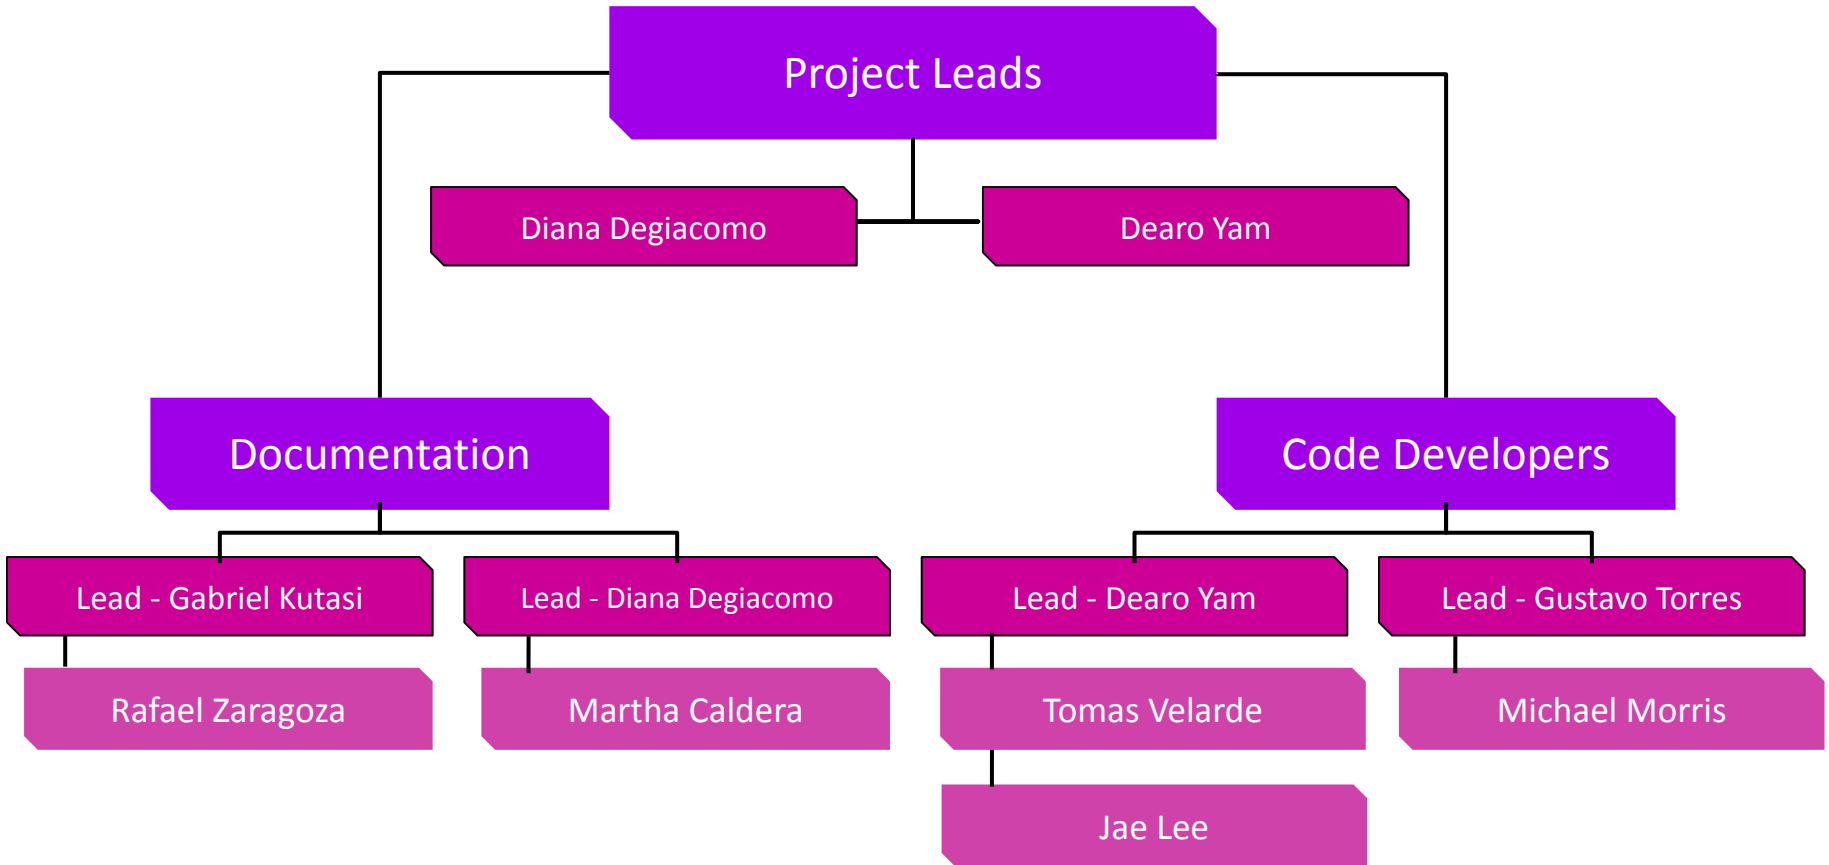 Project Leads
Diana Degiacomo
Dearo Yam
Documentation
Code Developers
Lead - Gabriel Kutasi
Lead - Diana Degiacomo
Lead - Dearo Yam
Lead - Gustavo Torres
Rafael Zaragoza
Martha Caldera
Tomas Velarde
Michael Morris
Jae Lee